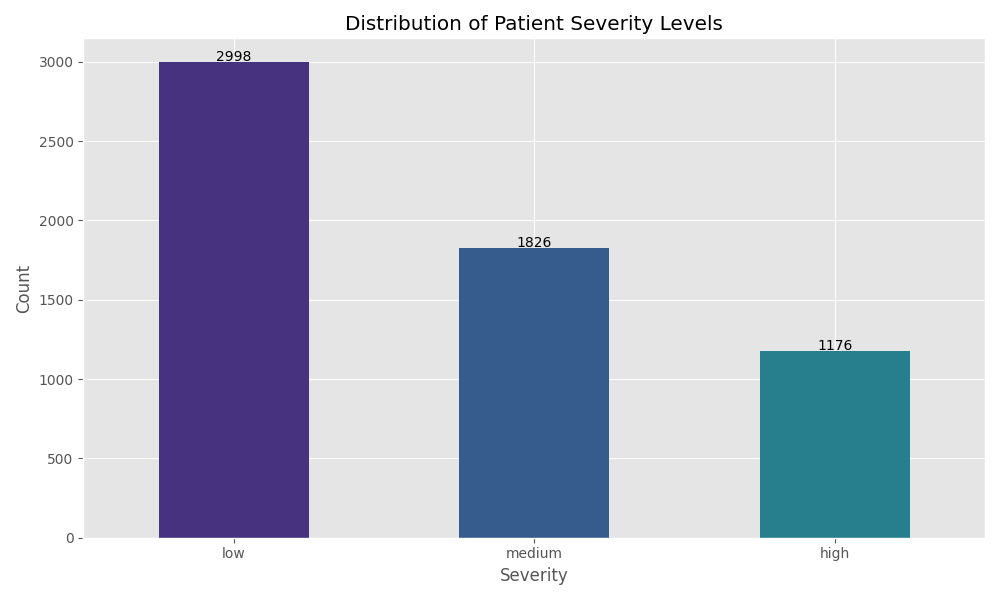 Distribution of Patient Severity Levels
Count
3000
2500
2000
1500
1000
500
0
2998
1826
1176
low
medium
high
Severity